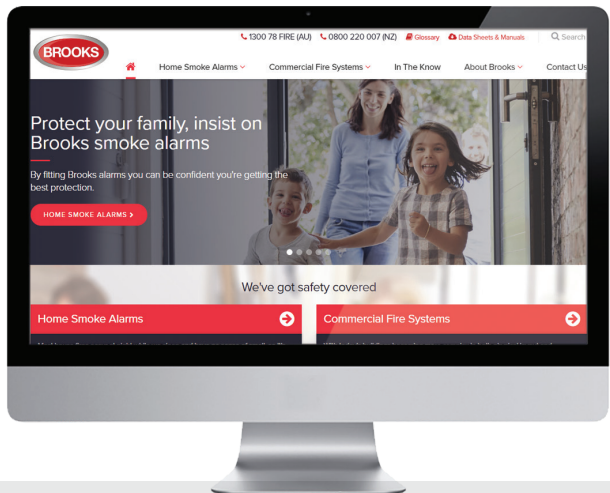 1300 78 FIRE (AU) 0800 220 007 (NZ) Glossary Data Sheets & Manuals Search
BROOKS
Home Smoke Alarms Commercial Fire Systems In The Know About Brooks Contact Us
Protect your family, insist on
Brooks smoke alarms
By fitting Brooks alarms you can be confident you're getting the
best protection.
HOME SMOKE ALARMS >
We've got safety covered
Home Smoke Alarms Commercial Fire Systems